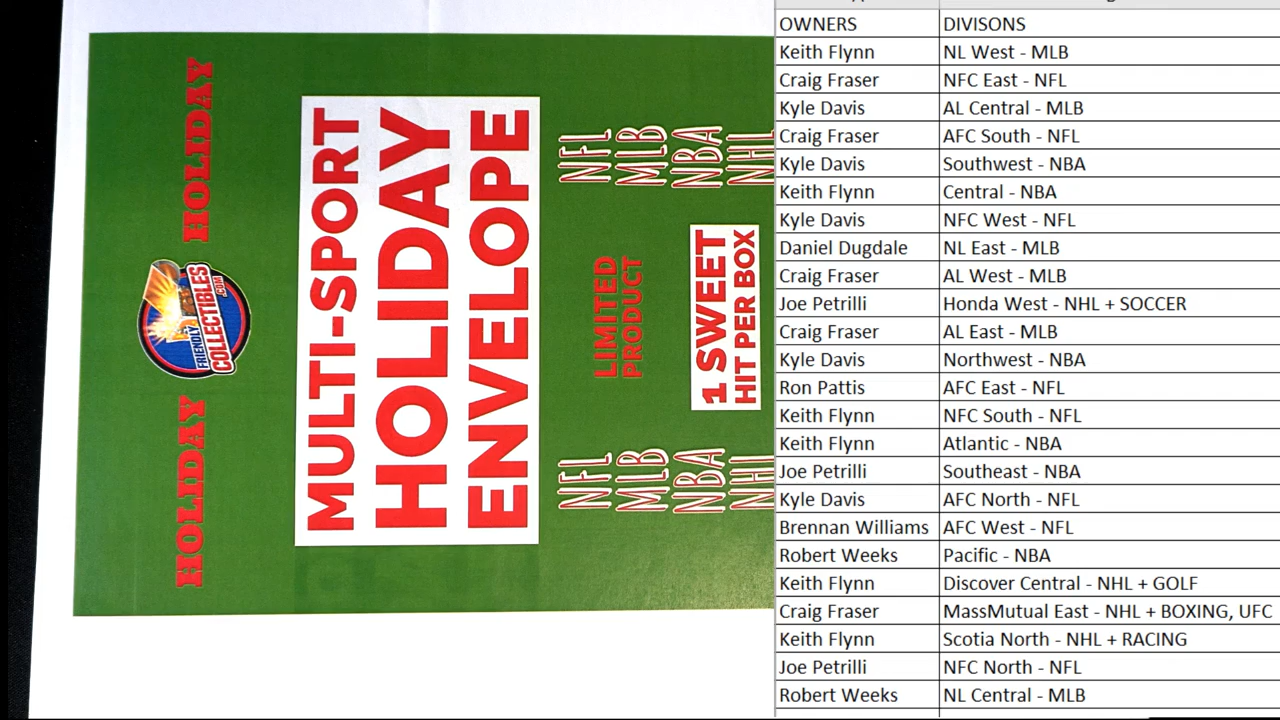 HOLIDAY
HOLIDAY
FRIENDLY
COLLECTIBLES
.COM
MULTI-SPORT
HOLIDAY
ENVELOPE
NFL
MLB
NBA
NHL
LIMITED
PRODUCT
1 SWEET
HIT PER BOX
NFL
MLB
NBA
NHL
OWNERS DIVISONS
Keith Flynn NL West - MLB
Craig Fraser NFC East - NFL
Kyle Davis AL Central - MLB
Craig Fraser AFC South - NFL
Kyle Davis Southwest - NBA
Keith Flynn Central - NBA
Kyle Davis NFC West - NFL
Daniel Dugdale NL East - MLB
Craig Fraser AL West - MLB
Joe Petrilli Honda West - NHL + SOCCER
Craig Fraser AL East - MLB
Kyle Davis Northwest - NBA
Ron Pattis AFC East - NFL
Keith Flynn NFC South - NFL
Keith Flynn Atlantic - NBA
Joe Petrilli Southeast - NBA
Kyle Davis AFC North - NFL
Brennan Williams AFC West - NFL
Robert Weeks Pacific - NBA
Keith Flynn Discover Central - NHL + GOLF
Craig Fraser MassMutual East - NHL + BOXING, UFC
Keith Flynn Scotia North - NHL + RACING
Joe Petrilli NFC North - NFL
Robert Weeks NL Central - MLB